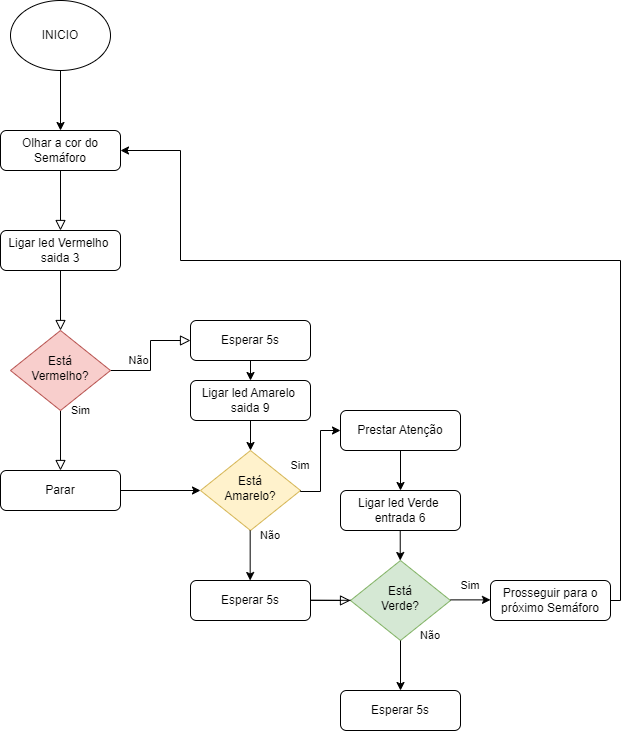 INICIO
Olhar a cor do
Semáforo
Ligar led Vermelho
saida 3
Está
Vermelho?
Não
Sim
Esperar 5s
Ligar led Amarelo
saida 9
Parar
Está
Amarelo?
Sim
Não
Prestar Atenção
Ligar led Verde
entrada 6
Esperar 5s
Está
Verde?
Sim
Não
Prosseguir para o
próximo Semáforo
Esperar 5s